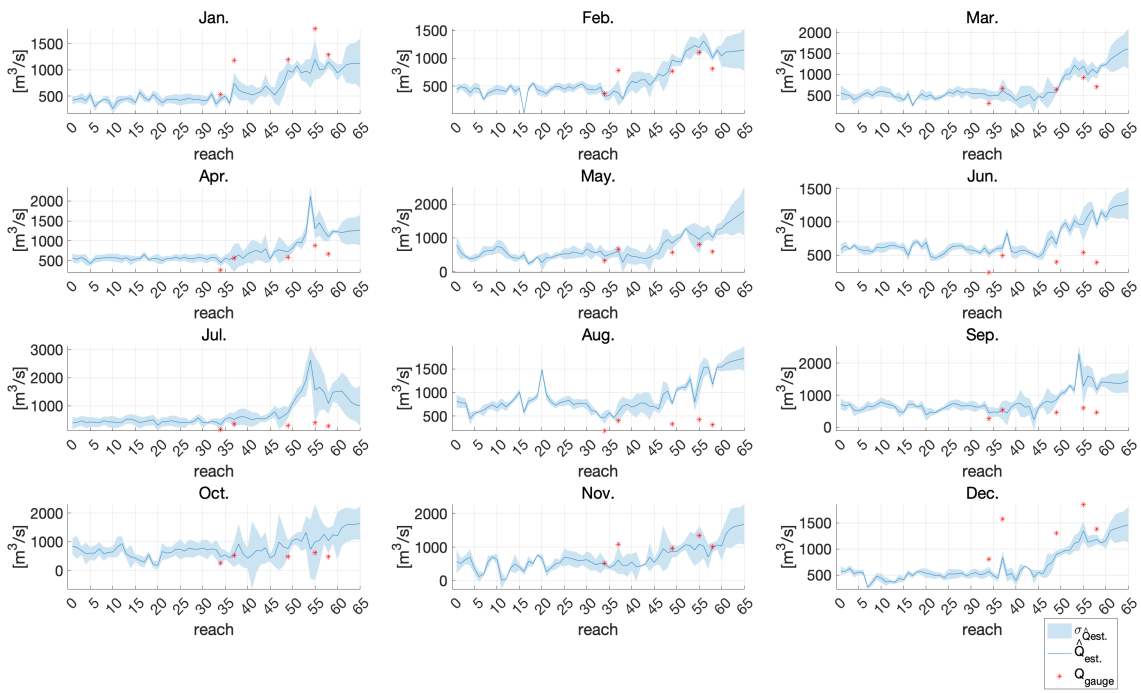 Jan.
Feb.
Mar.
1500
1000
500
[m³/s]
0 5 10 15 20 25 30 35 40 45 50 55 60 65
reach
1500
1000
500
[m³/s]
0 5 10 15 20 25 30 35 40 45 50 55 60 65
reach
2000
1500
1000
500
[m³/s]
0 5 10 15 20 25 30 35 40 45 50 55 60 65
reach
Apr.
May.
Jun.
2000
1500
1000
500
[m³/s]
0 5 10 15 20 25 30 35 40 45 50 55 60 65
reach
2000
1000
0
[m³/s]
0 5 10 15 20 25 30 35 40 45 50 55 60 65
reach
1500
1000
500
[m³/s]
0 5 10 15 20 25 30 35 40 45 50 55 60 65
reach
Jul.
Aug.
Sep.
3000
2000
1000
[m³/s]
0 5 10 15 20 25 30 35 40 45 50 55 60 65
reach
1500
1000
500
[m³/s]
0 5 10 15 20 25 30 35 40 45 50 55 60 65
reach
2000
1000
0
[m³/s]
0 5 10 15 20 25 30 35 40 45 50 55 60 65
reach
Oct.
Nov.
Dec.
2000
1000
0
[m³/s]
0 5 10 15 20 25 30 35 40 45 50 55 60 65
reach
2000
1000
0
[m³/s]
0 5 10 15 20 25 30 35 40 45 50 55 60 65
reach
1500
1000
500
[m³/s]
0 5 10 15 20 25 30 35 40 45 50 55 60 65
reach
σ Q̂est.
Q̂ est.
Q gauge